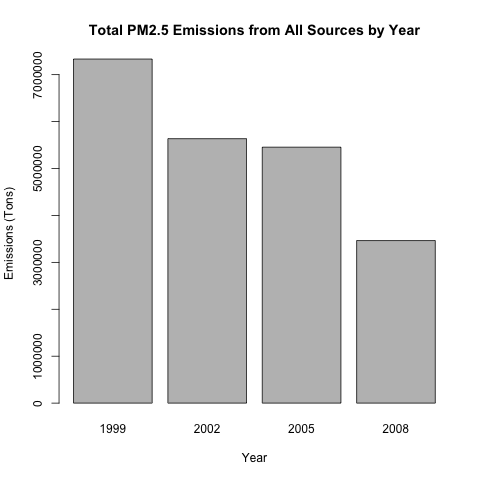 Total PM2.5 Emissions from All Sources by Year
Emissions (Tons)
7000000
5000000
3000000
1000000
0
1999 2002 2005 2008
Year